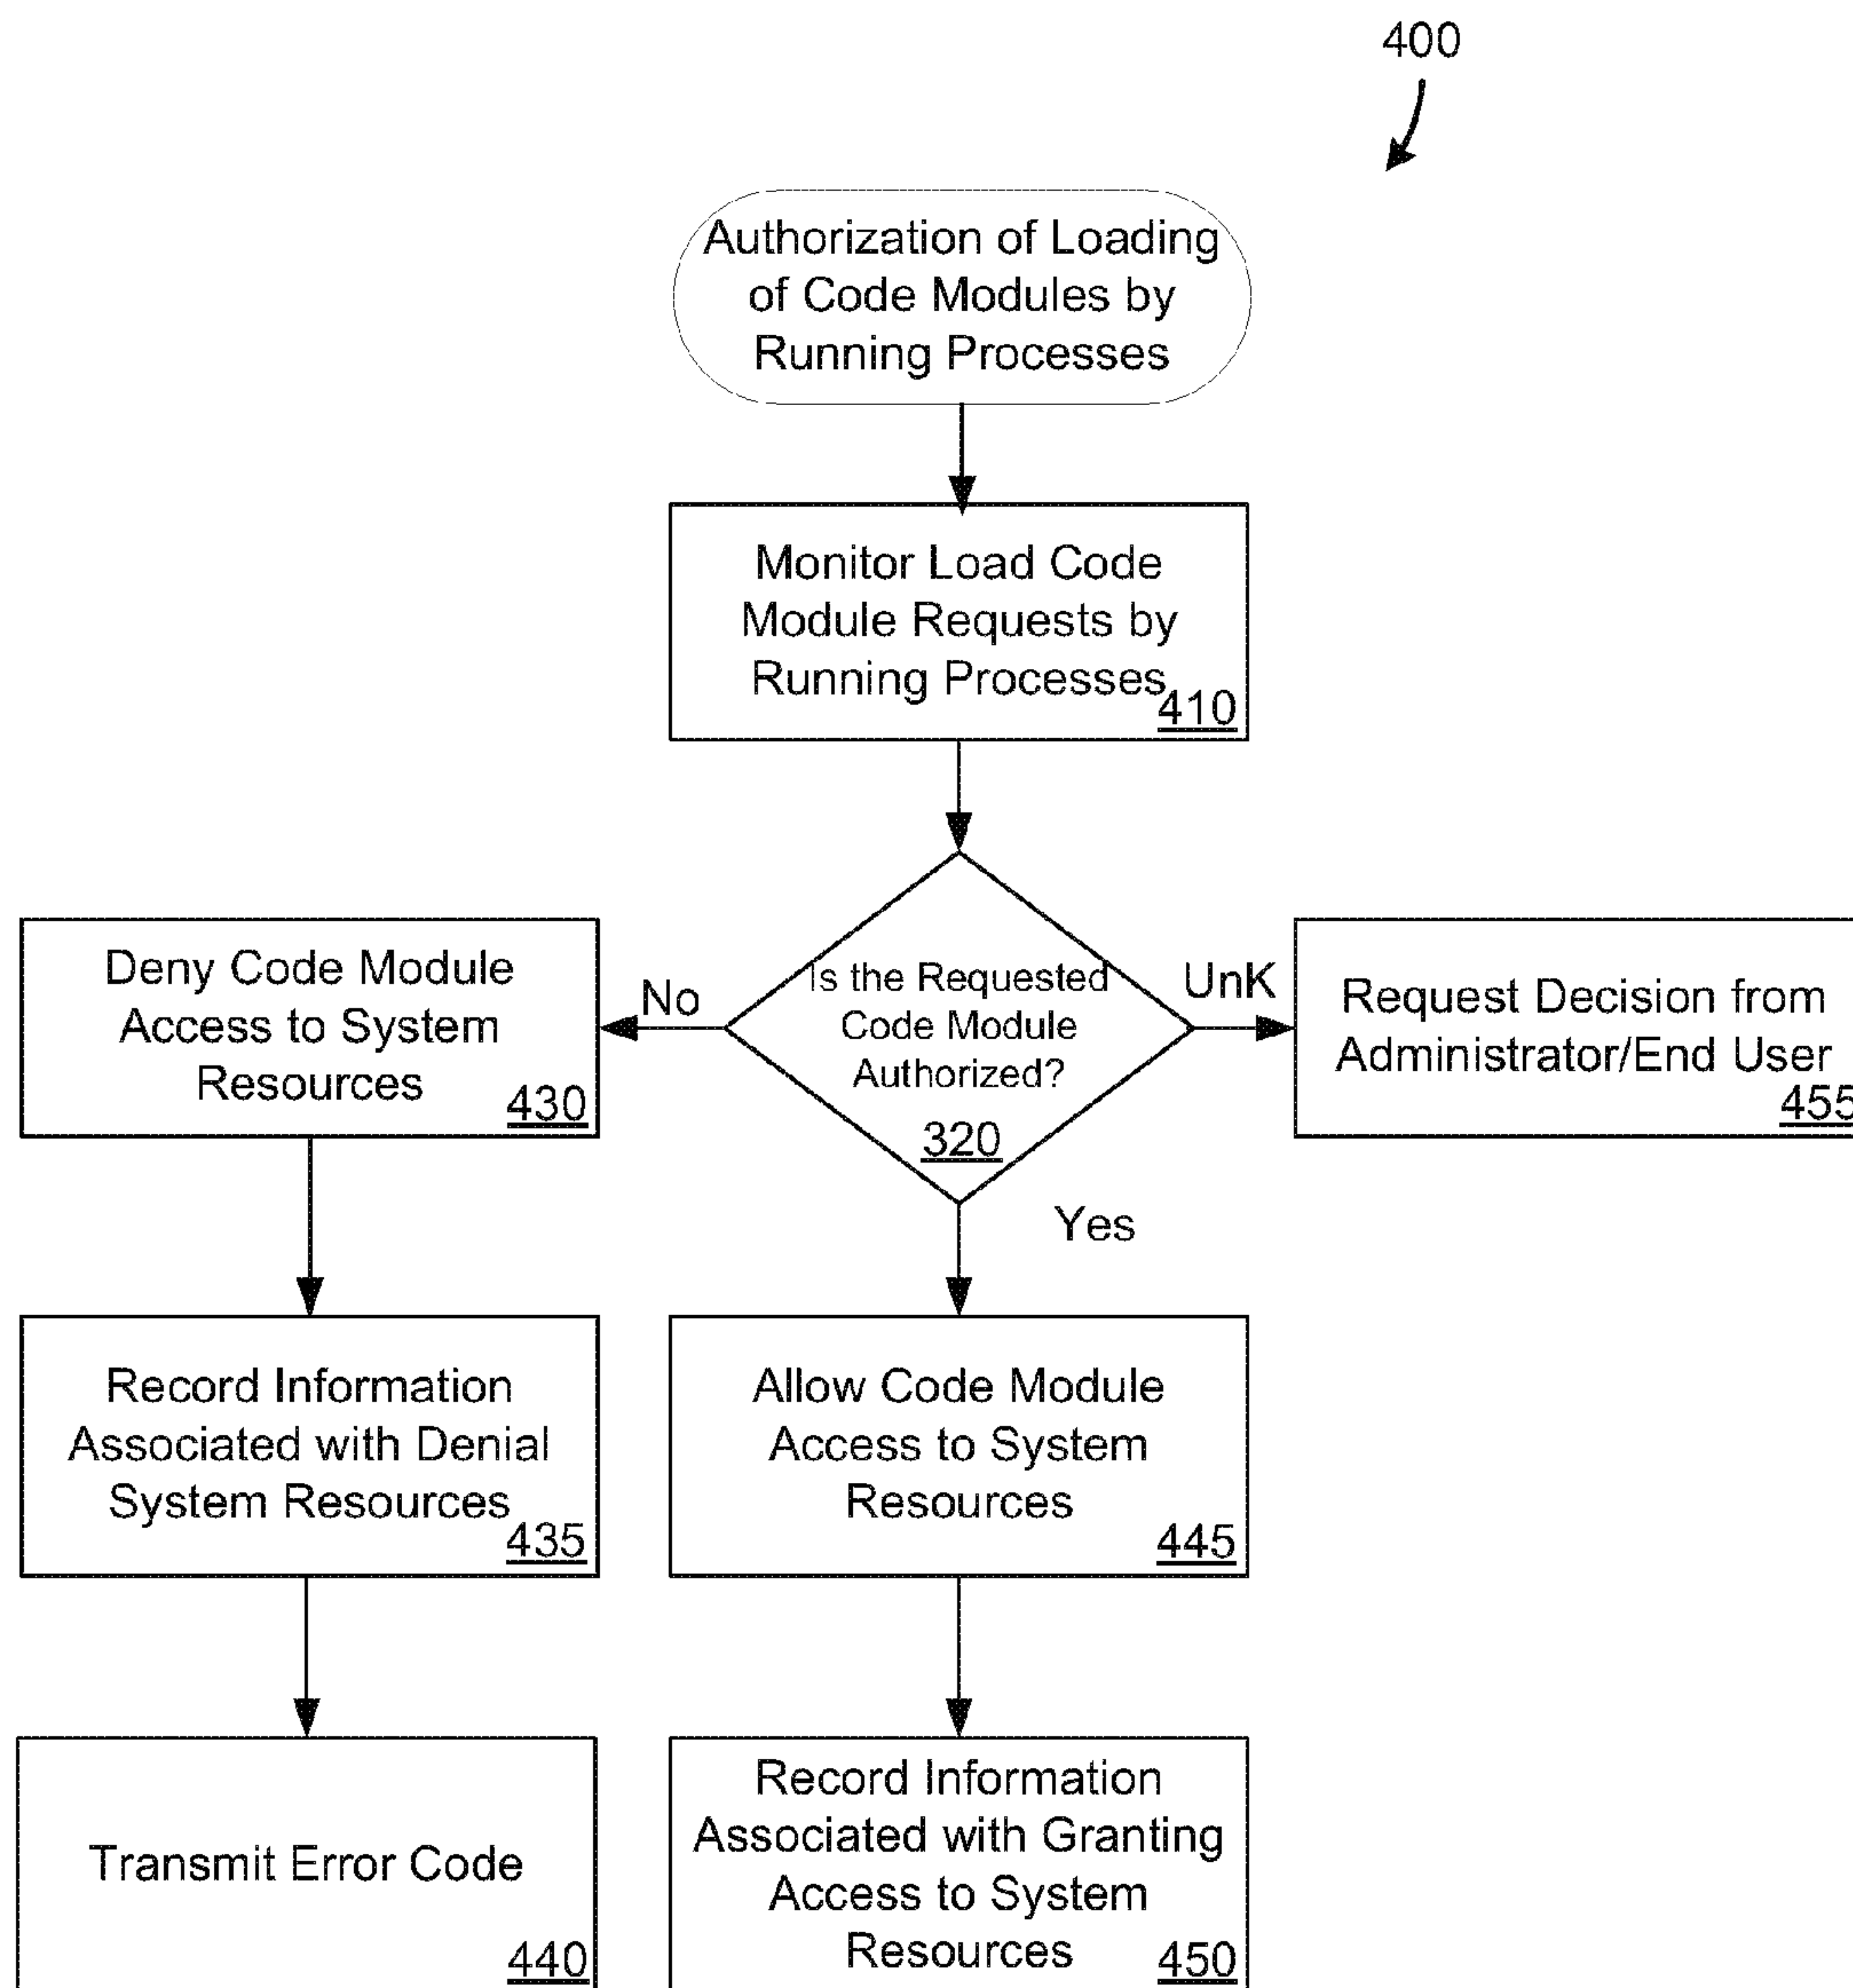 400
Authorization of Loading
of Code Modules by
Running Processes
Monitor Load Code
Module Requests by
Running Processes
410
Is the Requested
Code Module
Authorized?
320
No
UnK
Yes
Deny Code Module
Access to System
Resources
430
Request Decision from
Administrator/End User
455
Record Information
Associated with Denial
System Resources
435
Allow Code Module
Access to System
Resources
445
Transmit Error Code
440
Record Information
Associated with Granting
Access to System
Resources
450